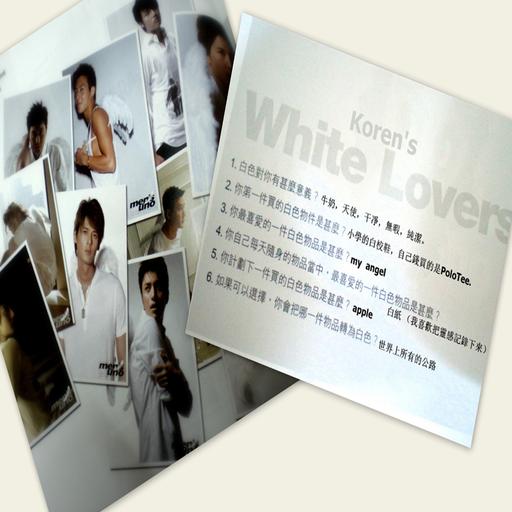 men's
uno
men's
uno
men's
uno
Koren's
White Lovers
1. 白色對你有甚麼意義？牛奶，天使，干淨，無暇，純潔。
2. 你第一件買的白色物件是甚麼？小學的白校鞋，自己錢買的是PoloTee.
3. 你最喜愛的一件白色物品是甚麼？my angel
4. 你自己每天隨身的物品當中，最喜愛的一件白色物品是甚麼？ 白紙（我喜歡把靈感記錄下來）
5. 你計劃下一件買的白色物品是甚麼？apple
6. 如果可以選擇，你會把哪一件物品轉為白色？世界上所有的公路